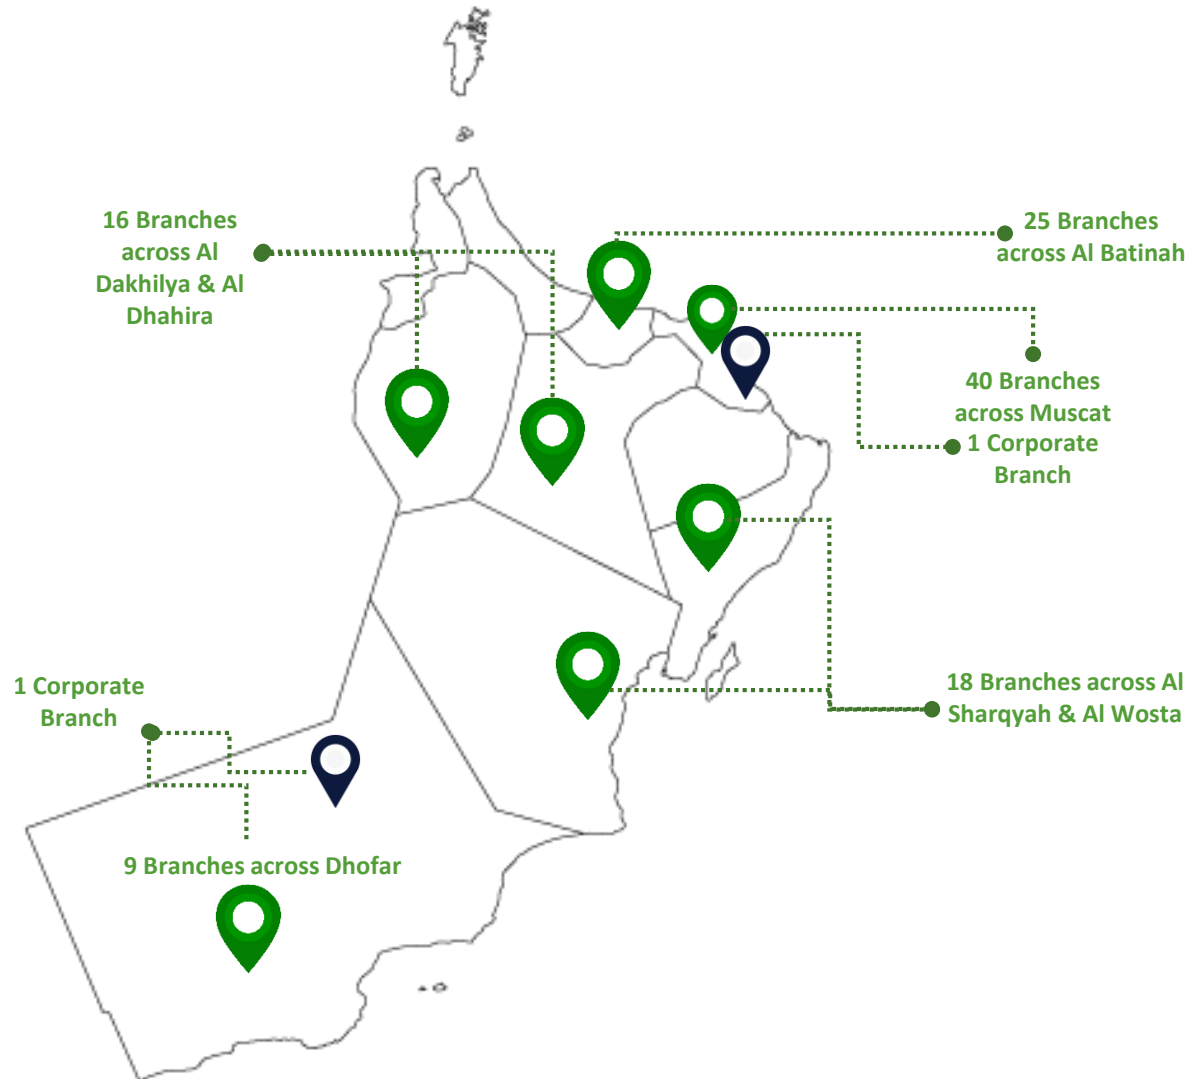 16 Branches
across Al
Dakhilya & Al
Dhahira
25 Branches
across Al Batinah
40 Branches
across Muscat
1 Corporate
Branch
18 Branches across Al
Sharqyah & Al Wosta
1 Corporate
Branch
9 Branches across Dhofar